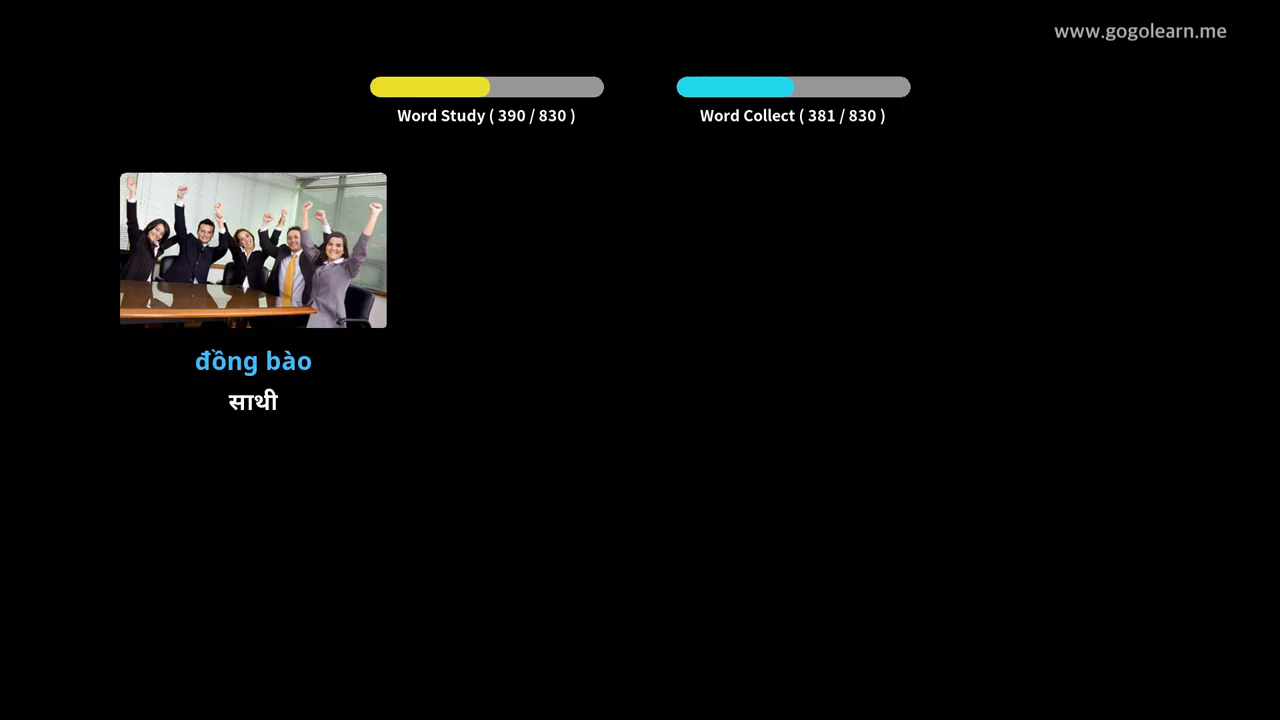 www.gogolearn.me
Word Study ( 390 / 830 )
Word Collect ( 381 / 830 )
đồng bào
साथी